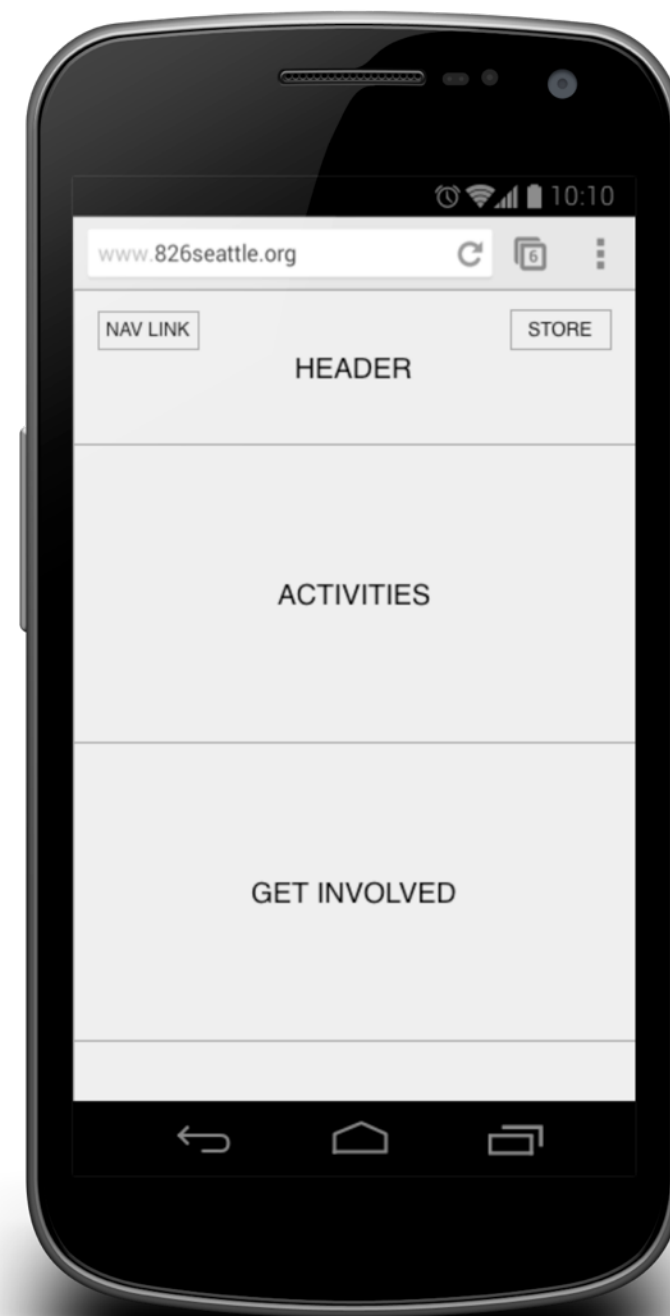 10:10
www.826seattle.org 6
NAV LINK STORE
HEADER
ACTIVITIES
GET INVOLVED